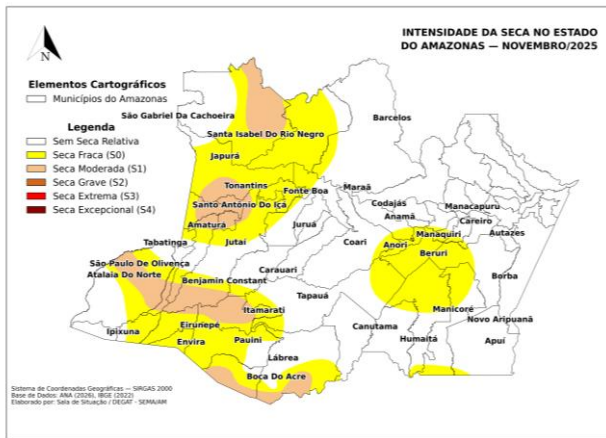 N
INTENSIDADE DA SECA NO ESTADO
DO AMAZONAS — NOVEMBRO/2025
Elementos Cartográficos
Municípios do Amazonas
Legenda
Sem Seca Relativa
Seca Fraca (S0)
Seca Moderada (S1)
Seca Grave (S2)
Seca Extrema (S3)
Seca Excepcional (S4)
São Gabriel Da Cachoeira
Barcelos
Santa Isabel Do Rio Negro
Japurá
Tonantins
Fonte Boa
Maraã
Santo Antônio Do Içá
Codajás
Manacapuru
Anamã
Careiro
Amaturá
Juruá
Manaquiri
Autazes
Tabatinga
Jutaí
Coari
Anori
Beruri
São Paulo De Olivença
Atalaia Do Norte
Carauari
Borba
Benjamin Constant
Tapauá
Itamarati
Manicoré
Novo Aripuanã
Ipixuna
Eirunepé
Canutama
Envira
Pauini
Humaitá
Apuí
Lábrea
Boca Do Acre
Sistema de Coordenadas Geográficas — SIRGAS 2000
Base de Dados: ANA (2026), IBGE (2022)
Elaborado por: Sala de Situação / DEGAT - SEMA/AM